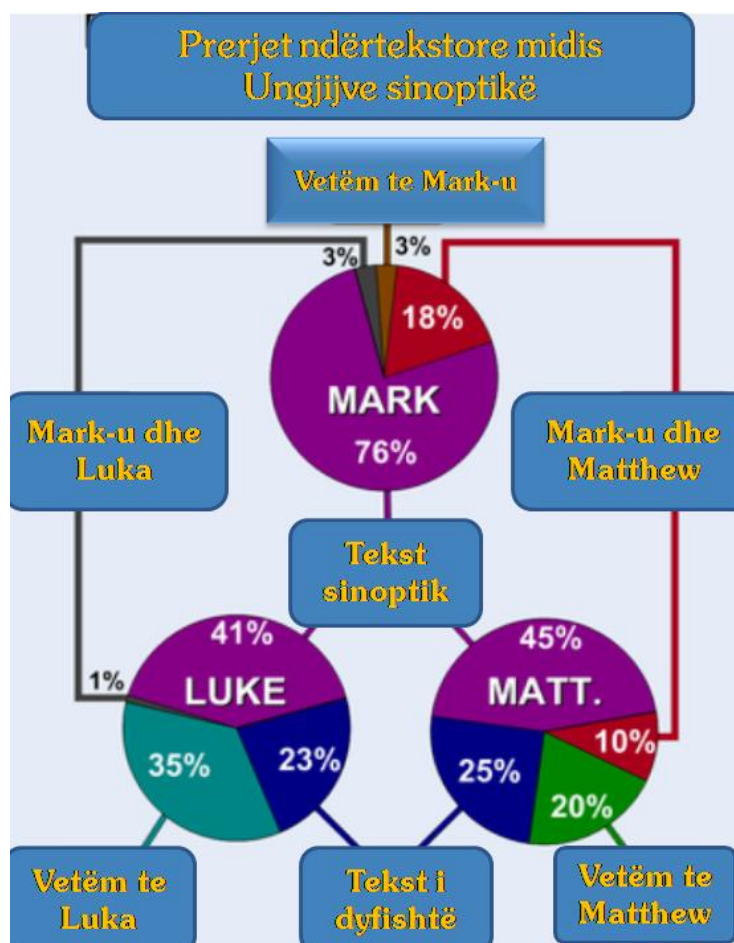 Prerjet ndërtekstore midis
Ungjijve sinoptikë
Vetëm te Mark-u
3%
3%
18%
MARK
76%
Mark-u dhe
Luka
Mark-u dhe
Matthew
Tekst
sinoptik
41%
LUKE
1%
35%
23%
45%
MATT.
10%
25%
20%
Vetëm te
Luka
Tekst i
dyfishtë
Vetëm te
Matthew